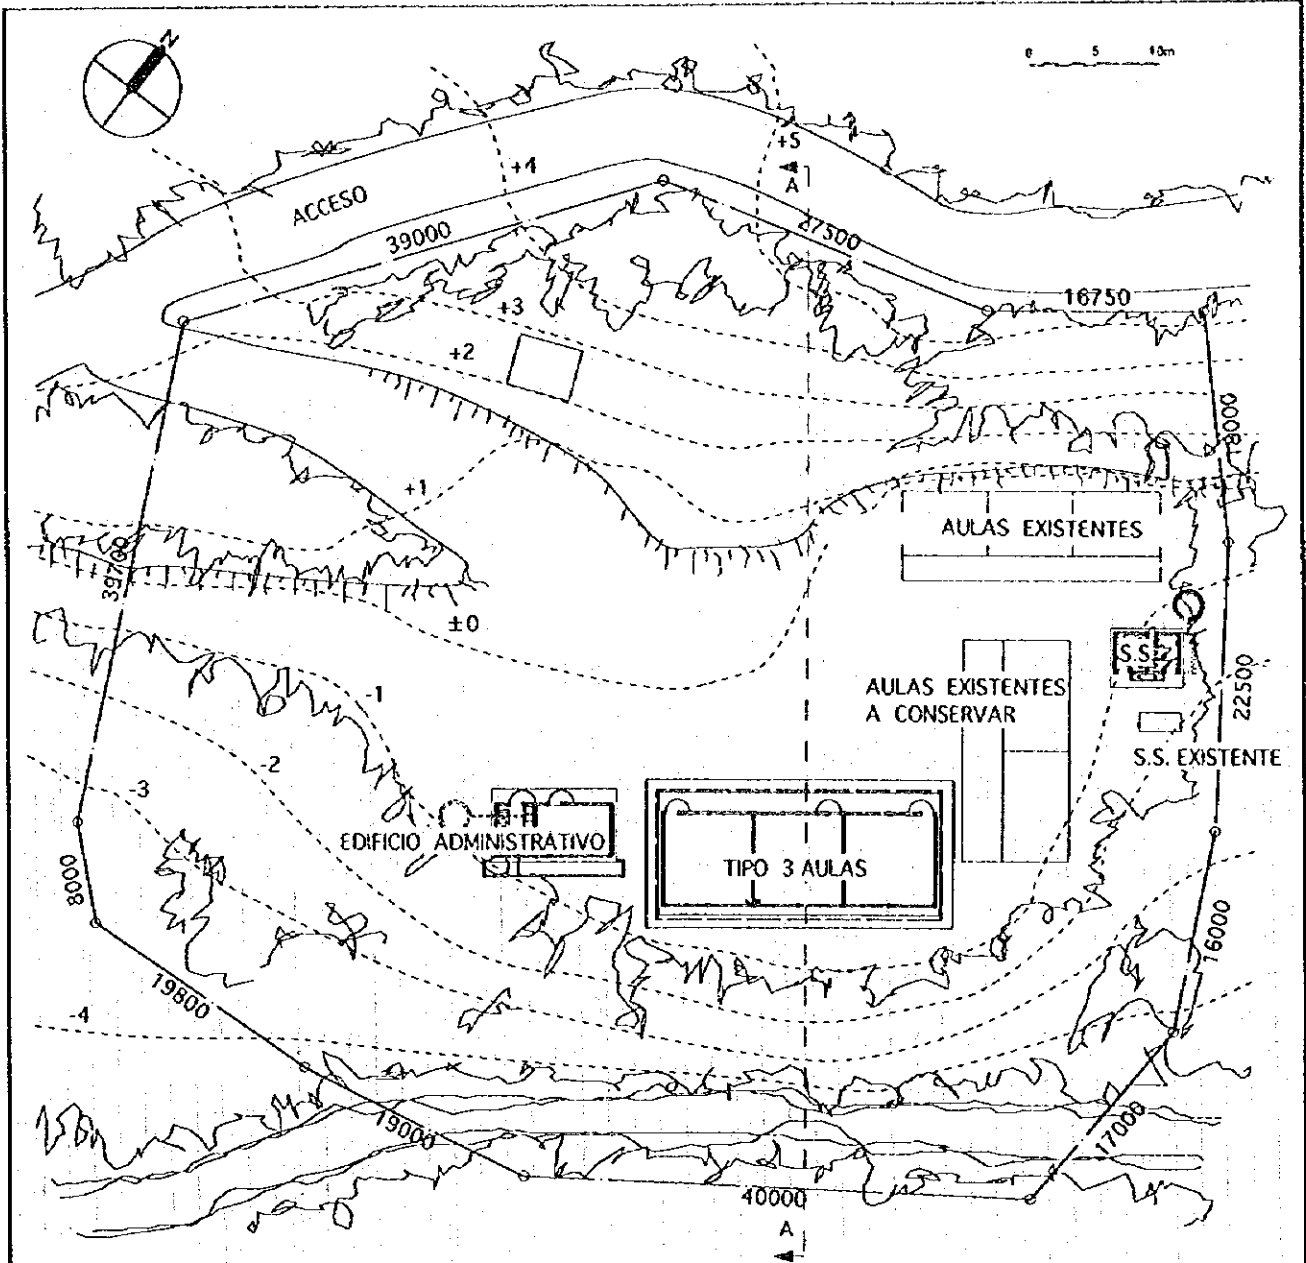 N
0 5 10m
+5
A
+4
ACCESO
39000
27500
16750
+3
+2
18000
+1
AULAS EXISTENTES
39700
±0
S.S.
AULAS EXISTENTES
A CONSERVAR
22500
-1
S.S. EXISTENTE
-2
-3
EDIFICIO ADMINISTRATIVO
TIPO 3 AULAS
8000
16000
19800
-4
19000
17000
40000
A